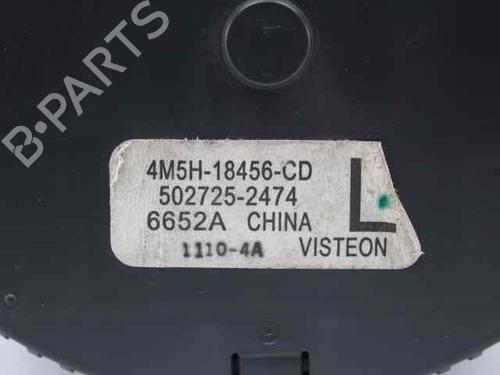 B-PARTS
4M5H-18456-CD
502725-2474
6652A CHINA L
1110-4A VISTEON